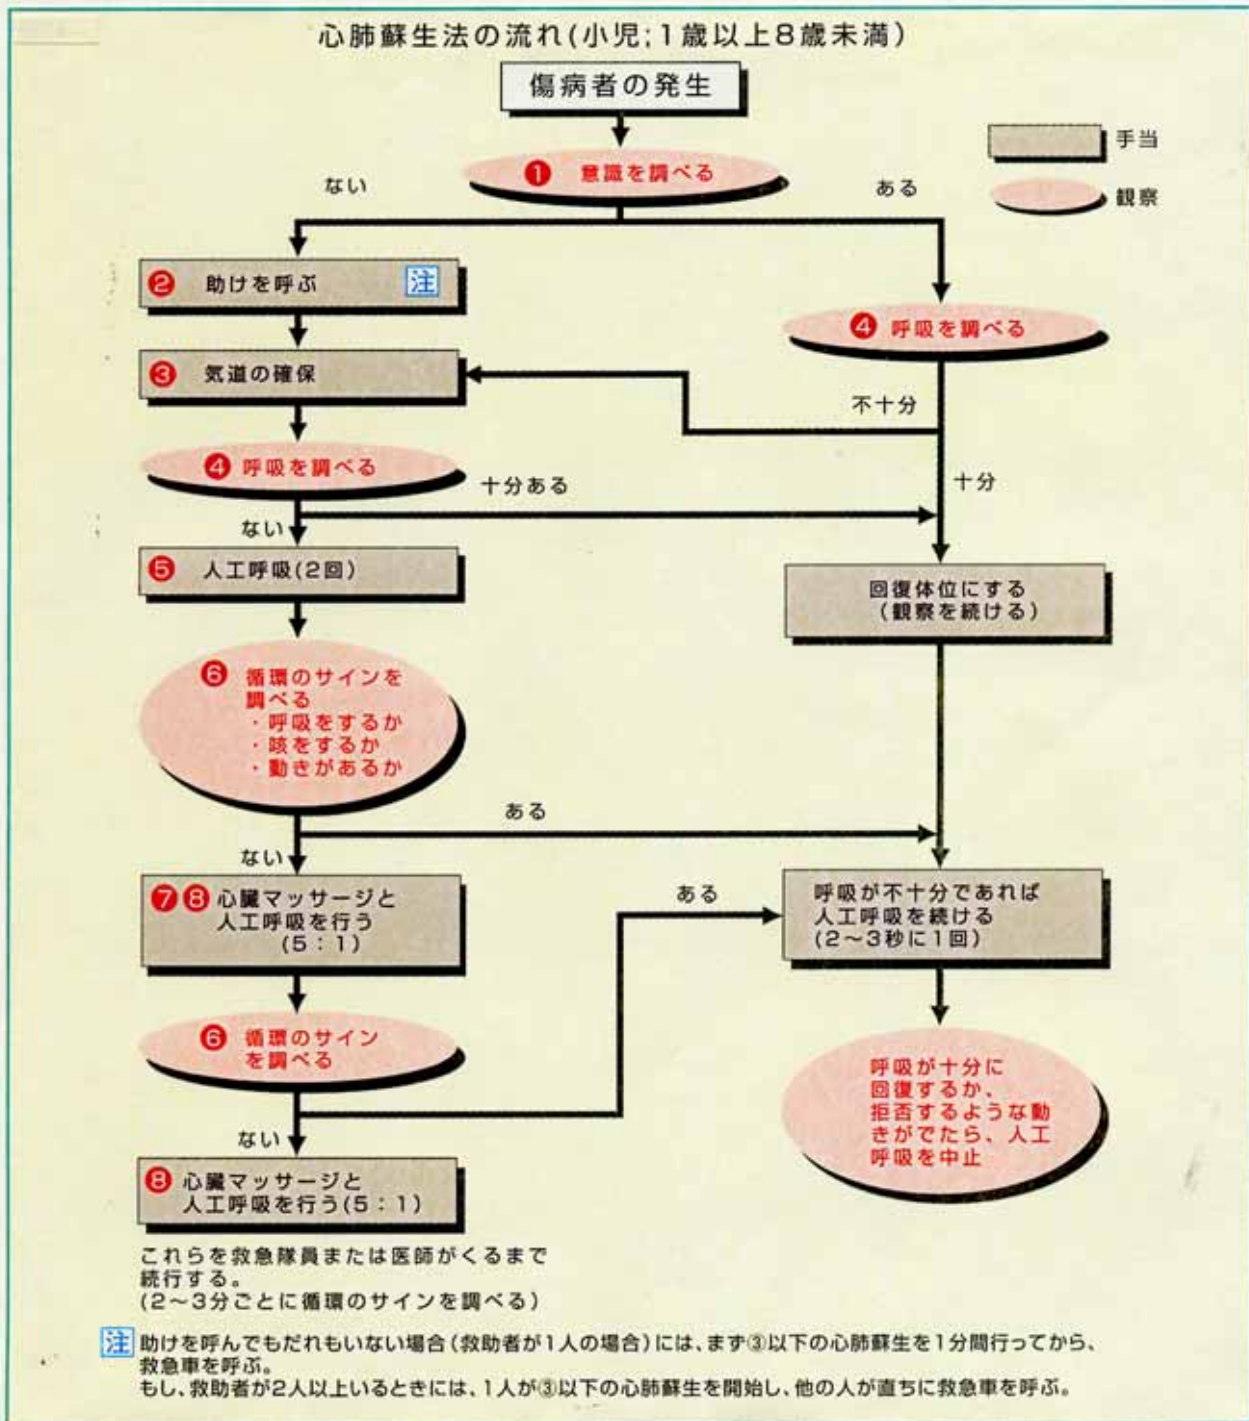 心肺蘇生法の流れ(小児;1歳以上8歳未満)
傷病者の発生
手当
観察
❶ 意識を調べる
ない
ある
❷ 助けを呼ぶ 注
❹ 呼吸を調べる
❸ 気道の確保
不十分
❹ 呼吸を調べる
十分ある
十分
ない
❺ 人工呼吸(2回)
回復体位にする
(観察を続ける)
❻ 循環のサインを
調べる
・呼吸をするか
・咳をするか
・動きがあるか
ある
ない
❼❽心臓マッサージと
人工呼吸を行う
(5:1)
ある
呼吸が不十分であれば
人工呼吸を続ける
(2〜3秒に1回)
❻ 循環のサイン
を調べる
呼吸が十分に
回復するか、
拒否するような動
きがでたら、人工
呼吸を中止
ない
❽ 心臓マッサージと
人工呼吸を行う(5:1)
これらを救急隊員または医師がくるまで
続行する。
(2〜3分ごとに循環のサインを調べる)
注 助けを呼んでもだれもいない場合(救助者が1人の場合)には、まず③以下の心肺蘇生を1分間行ってから、
救急車を呼ぶ。
もし、救助者が2人以上いるときには、1人が③以下の心肺蘇生を開始し、他の人が直ちに救急車を呼ぶ。